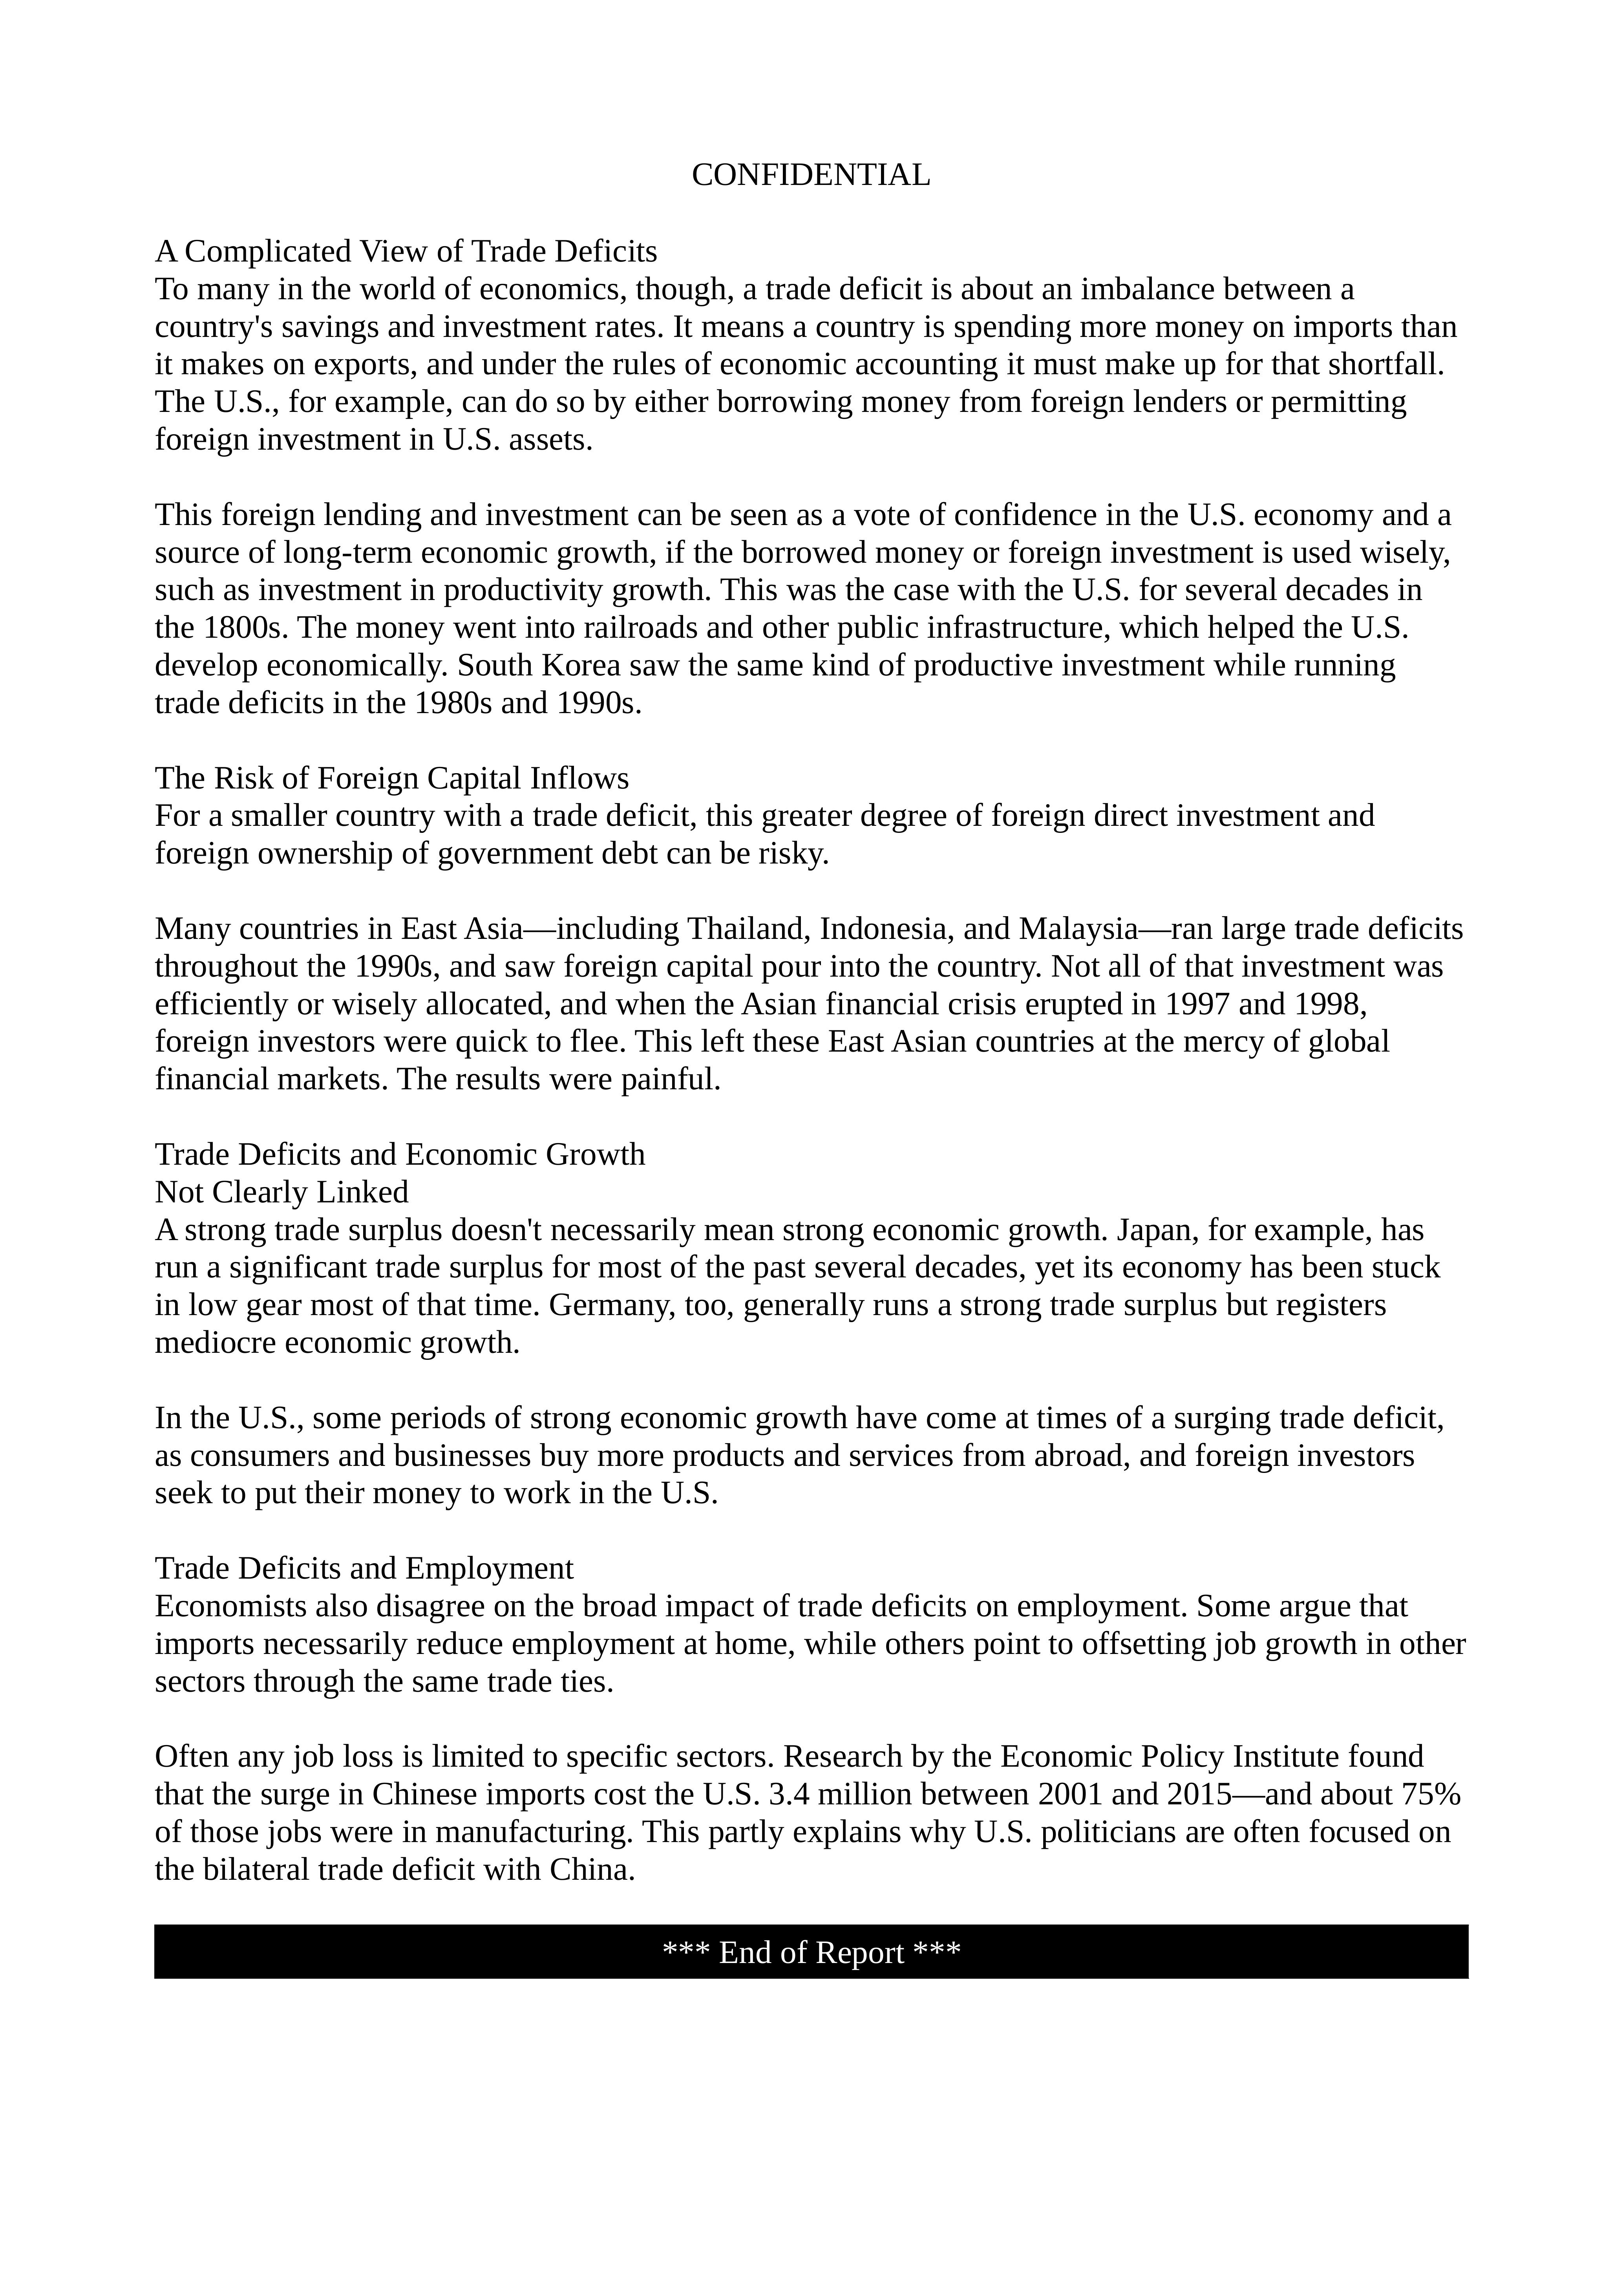 CONFIDENTIAL
A Complicated View of Trade Deficits
To many in the world of economics, though, a trade deficit is about an imbalance between a
country's savings and investment rates. It means a country is spending more money on imports than
it makes on exports, and under the rules of economic accounting it must make up for that shortfall.
The U.S., for example, can do so by either borrowing money from foreign lenders or permitting
foreign investment in U.S. assets.
This foreign lending and investment can be seen as a vote of confidence in the U.S. economy and a
source of long-term economic growth, if the borrowed money or foreign investment is used wisely,
such as investment in productivity growth. This was the case with the U.S. for several decades in
the 1800s. The money went into railroads and other public infrastructure, which helped the U.S.
develop economically. South Korea saw the same kind of productive investment while running
trade deficits in the 1980s and 1990s.
The Risk of Foreign Capital Inflows
For a smaller country with a trade deficit, this greater degree of foreign direct investment and
foreign ownership of government debt can be risky.
Many countries in East Asia—including Thailand, Indonesia, and Malaysia—ran large trade deficits
throughout the 1990s, and saw foreign capital pour into the country. Not all of that investment was
efficiently or wisely allocated, and when the Asian financial crisis erupted in 1997 and 1998,
foreign investors were quick to flee. This left these East Asian countries at the mercy of global
financial markets. The results were painful.
Trade Deficits and Economic Growth
Not Clearly Linked
A strong trade surplus doesn't necessarily mean strong economic growth. Japan, for example, has
run a significant trade surplus for most of the past several decades, yet its economy has been stuck
in low gear most of that time. Germany, too, generally runs a strong trade surplus but registers
mediocre economic growth.
In the U.S., some periods of strong economic growth have come at times of a surging trade deficit,
as consumers and businesses buy more products and services from abroad, and foreign investors
seek to put their money to work in the U.S.
Trade Deficits and Employment
Economists also disagree on the broad impact of trade deficits on employment. Some argue that
imports necessarily reduce employment at home, while others point to offsetting job growth in other
sectors through the same trade ties.
Often any job loss is limited to specific sectors. Research by the Economic Policy Institute found
that the surge in Chinese imports cost the U.S. 3.4 million between 2001 and 2015—and about 75%
of those jobs were in manufacturing. This partly explains why U.S. politicians are often focused on
the bilateral trade deficit with China.
*** End of Report ***